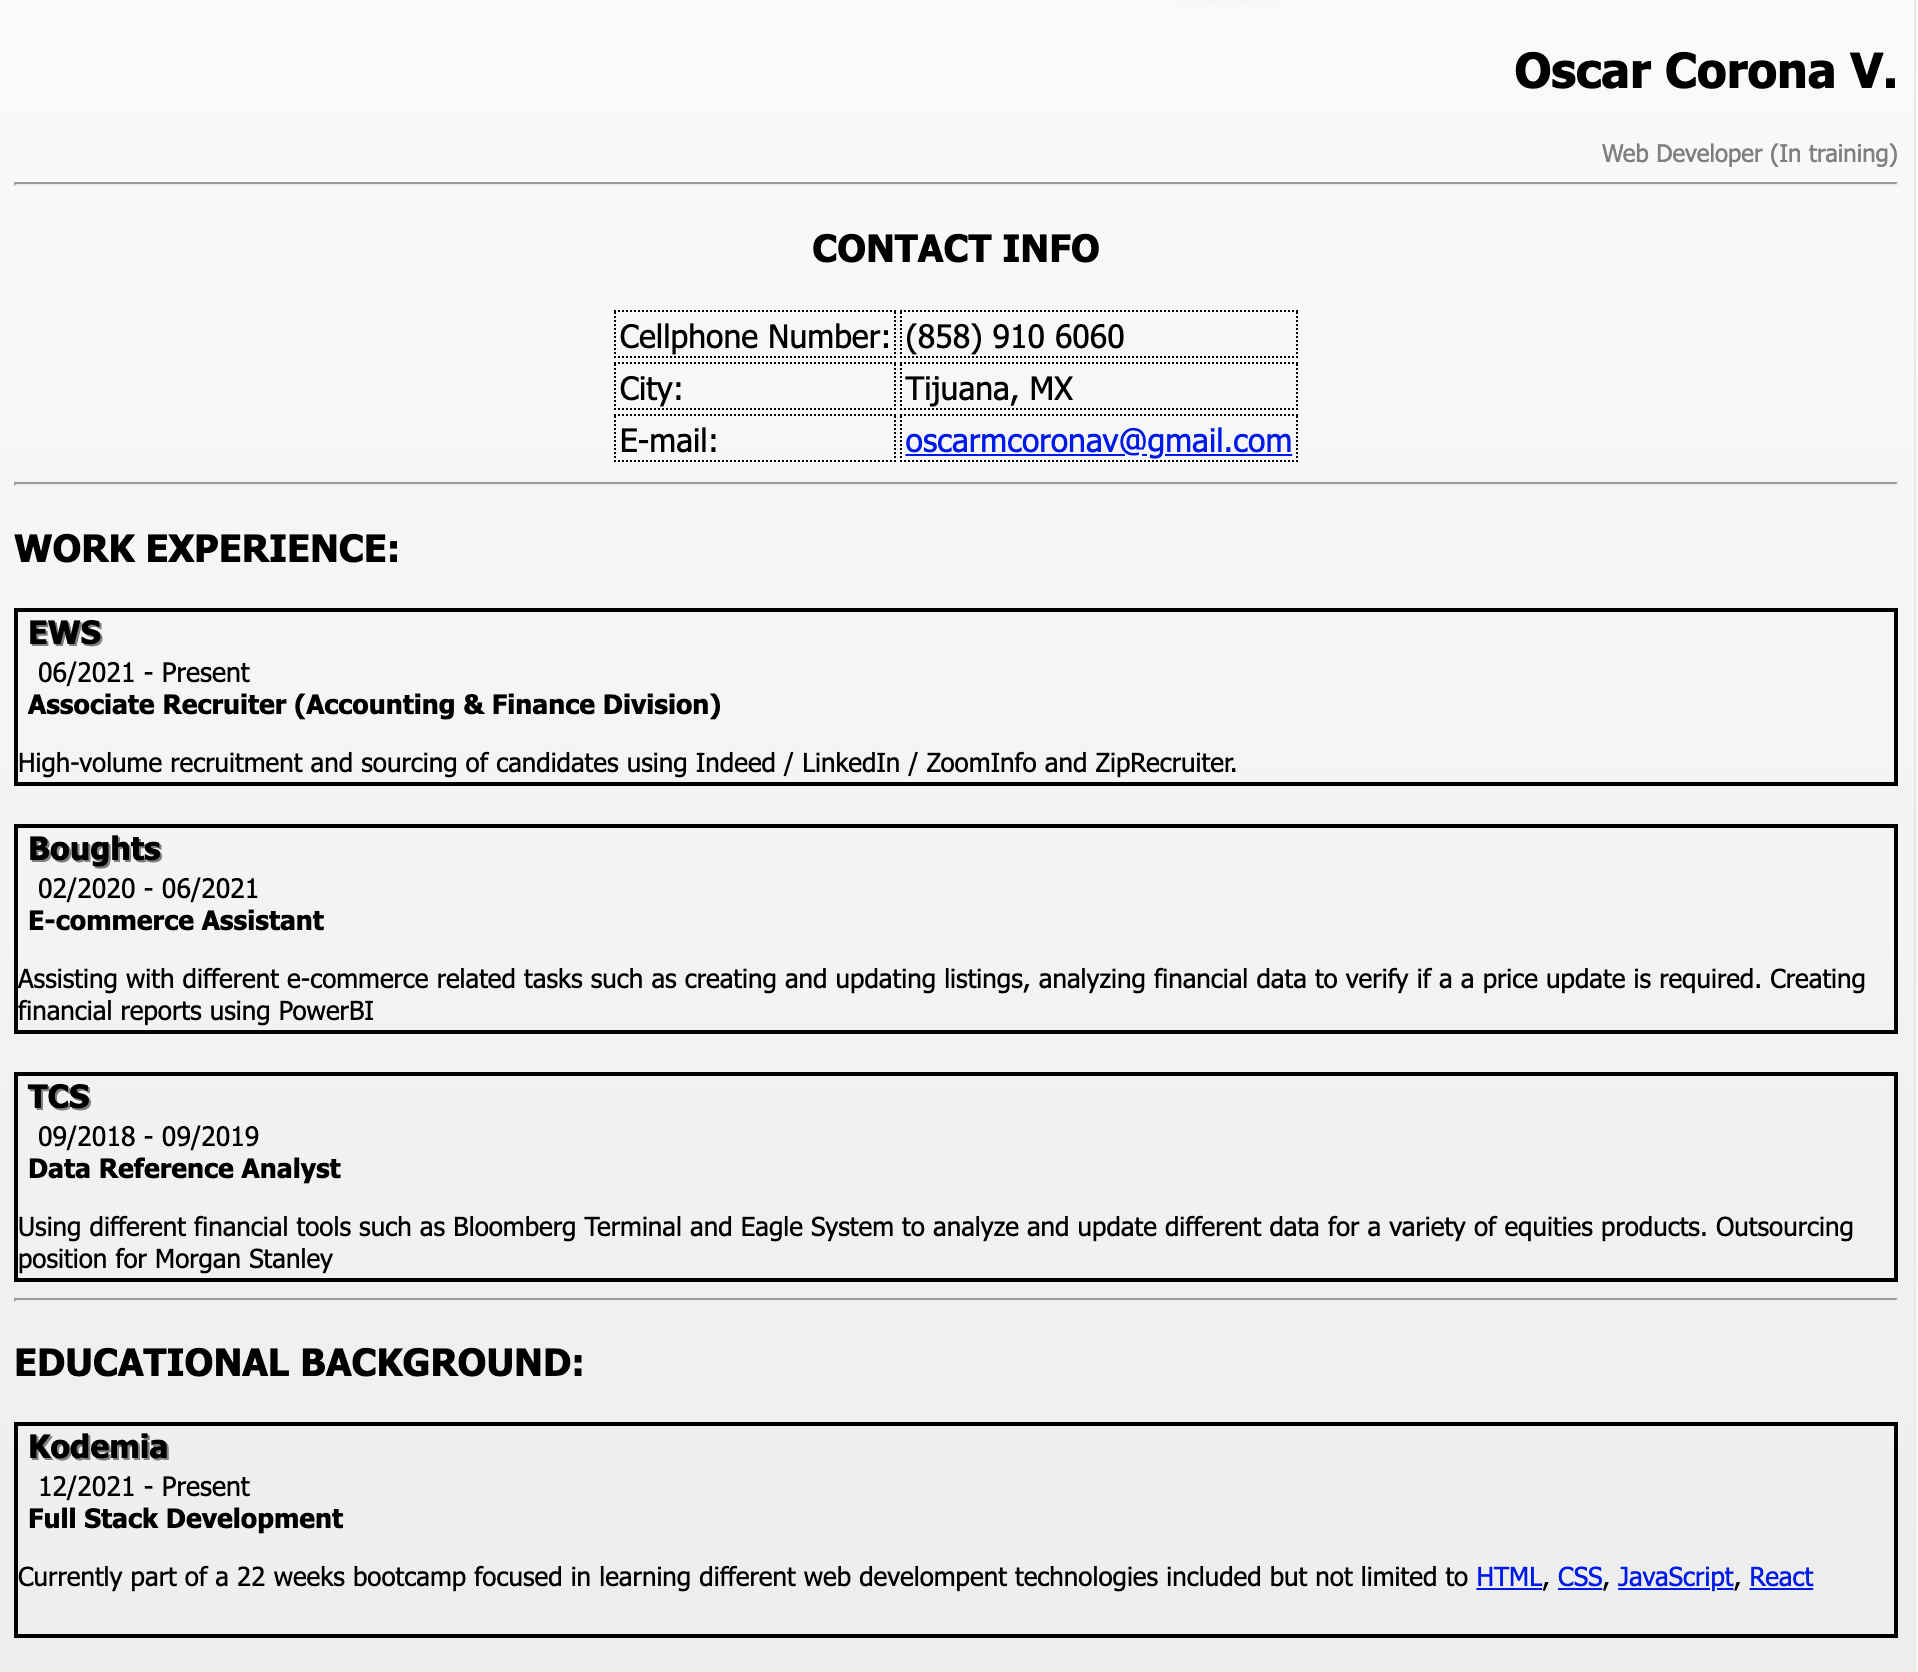 Oscar Corona V.
Web Developer (In training)
CONTACT INFO
Cellphone Number: (858) 910 6060
City: Tijuana, MX
E-mail: oscarmcoronav@gmail.com
WORK EXPERIENCE:
EWS
06/2021 - Present
Associate Recruiter (Accounting & Finance Division)
High-volume recruitment and sourcing of candidates using Indeed / LinkedIn / ZoomInfo and ZipRecruiter.
Boughts
02/2020 - 06/2021
E-commerce Assistant
Assisting with different e-commerce related tasks such as creating and updating listings, analyzing financial data to verify if a a price update is required. Creating
financial reports using PowerBI
TCS
09/2018 - 09/2019
Data Reference Analyst
Using different financial tools such as Bloomberg Terminal and Eagle System to analyze and update different data for a variety of equities products. Outsourcing
position for Morgan Stanley
EDUCATIONAL BACKGROUND:
Kodemia
12/2021 - Present
Full Stack Development
Currently part of a 22 weeks bootcamp focused in learning different web develompent technologies included but not limited to HTML, CSS, JavaScript, React